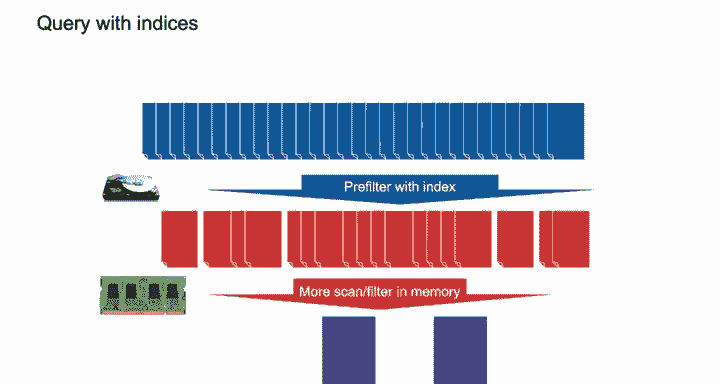 Query with indices
Prefilter with index
More scan/filter in memory